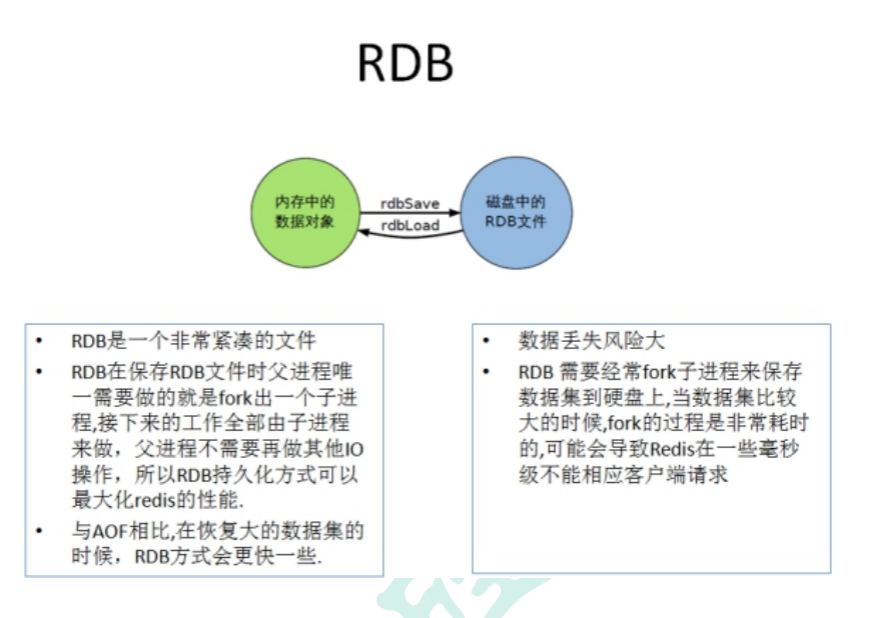 RDB
内存中的
数据对象
rdbSave
rdbLoad
磁盘中的
RDB文件
• RDB是一个非常紧凑的文件
• RDB在保存RDB文件时父进程唯
一需要做的就是fork出一个子进
程,接下来的工作全部由子进程
来做，父进程不需要再做其他IO
操作，所以RDB持久化方式可以
最大化redis的性能.
• 与AOF相比,在恢复大的数据集的
时候，RDB方式会更快一些.
• 数据丢失风险大
• RDB 需要经常fork子进程来保存
数据集到硬盘上,当数据集比较
大的时候,fork的过程是非常耗时
的,可能会导致Redis在一些毫秒
级不能相应客户端请求